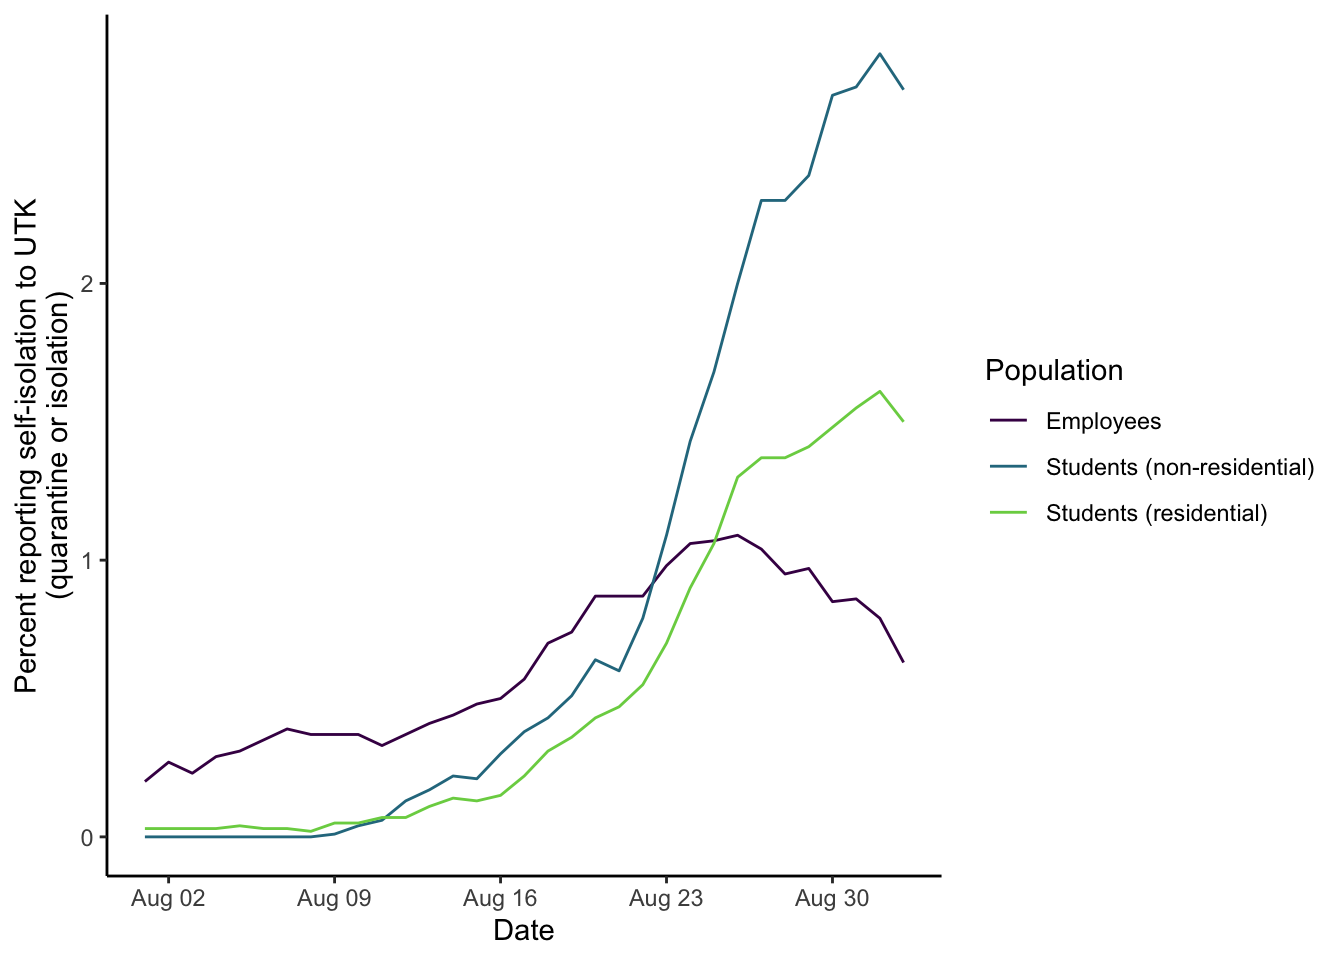 Percent reporting self-isolation to UTK
(quarantine or isolation)
2
1
0
Aug 02
Aug 09
Aug 16
Aug 23
Aug 30
Date
Population
Employees
Students (non-residential)
Students (residential)